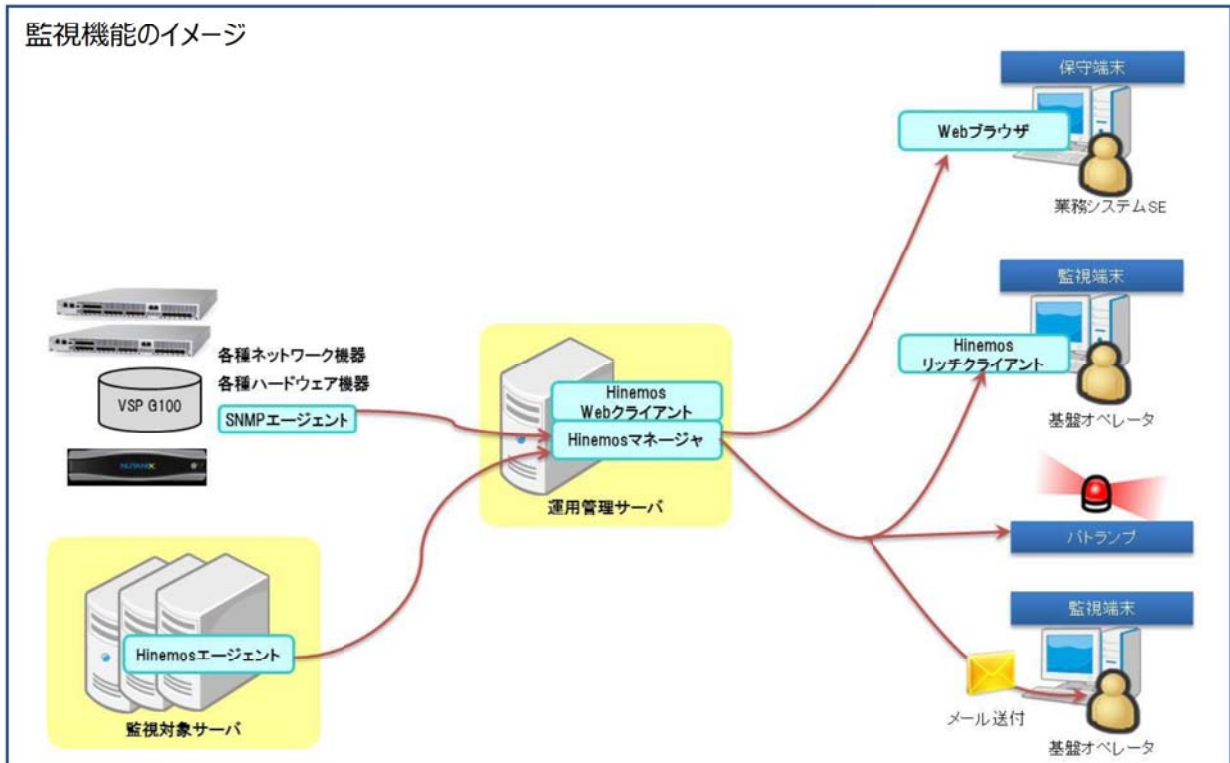 監視機能のイメージ
保守端末
Webブラウザ
業務システムSE
監視端末
Hinemos
リッチクライアント
基盤オペレータ
各種ネットワーク機器
各種ハードウェア機器
VSP G100
SNMPエージェント
NUTANIX
Hinemos
Webクライアント
Hinemosマネージャ
運用管理サーバ
パトランプ
監視端末
Hinemosエージェント
監視対象サーバ
メール送付
基盤オペレータ